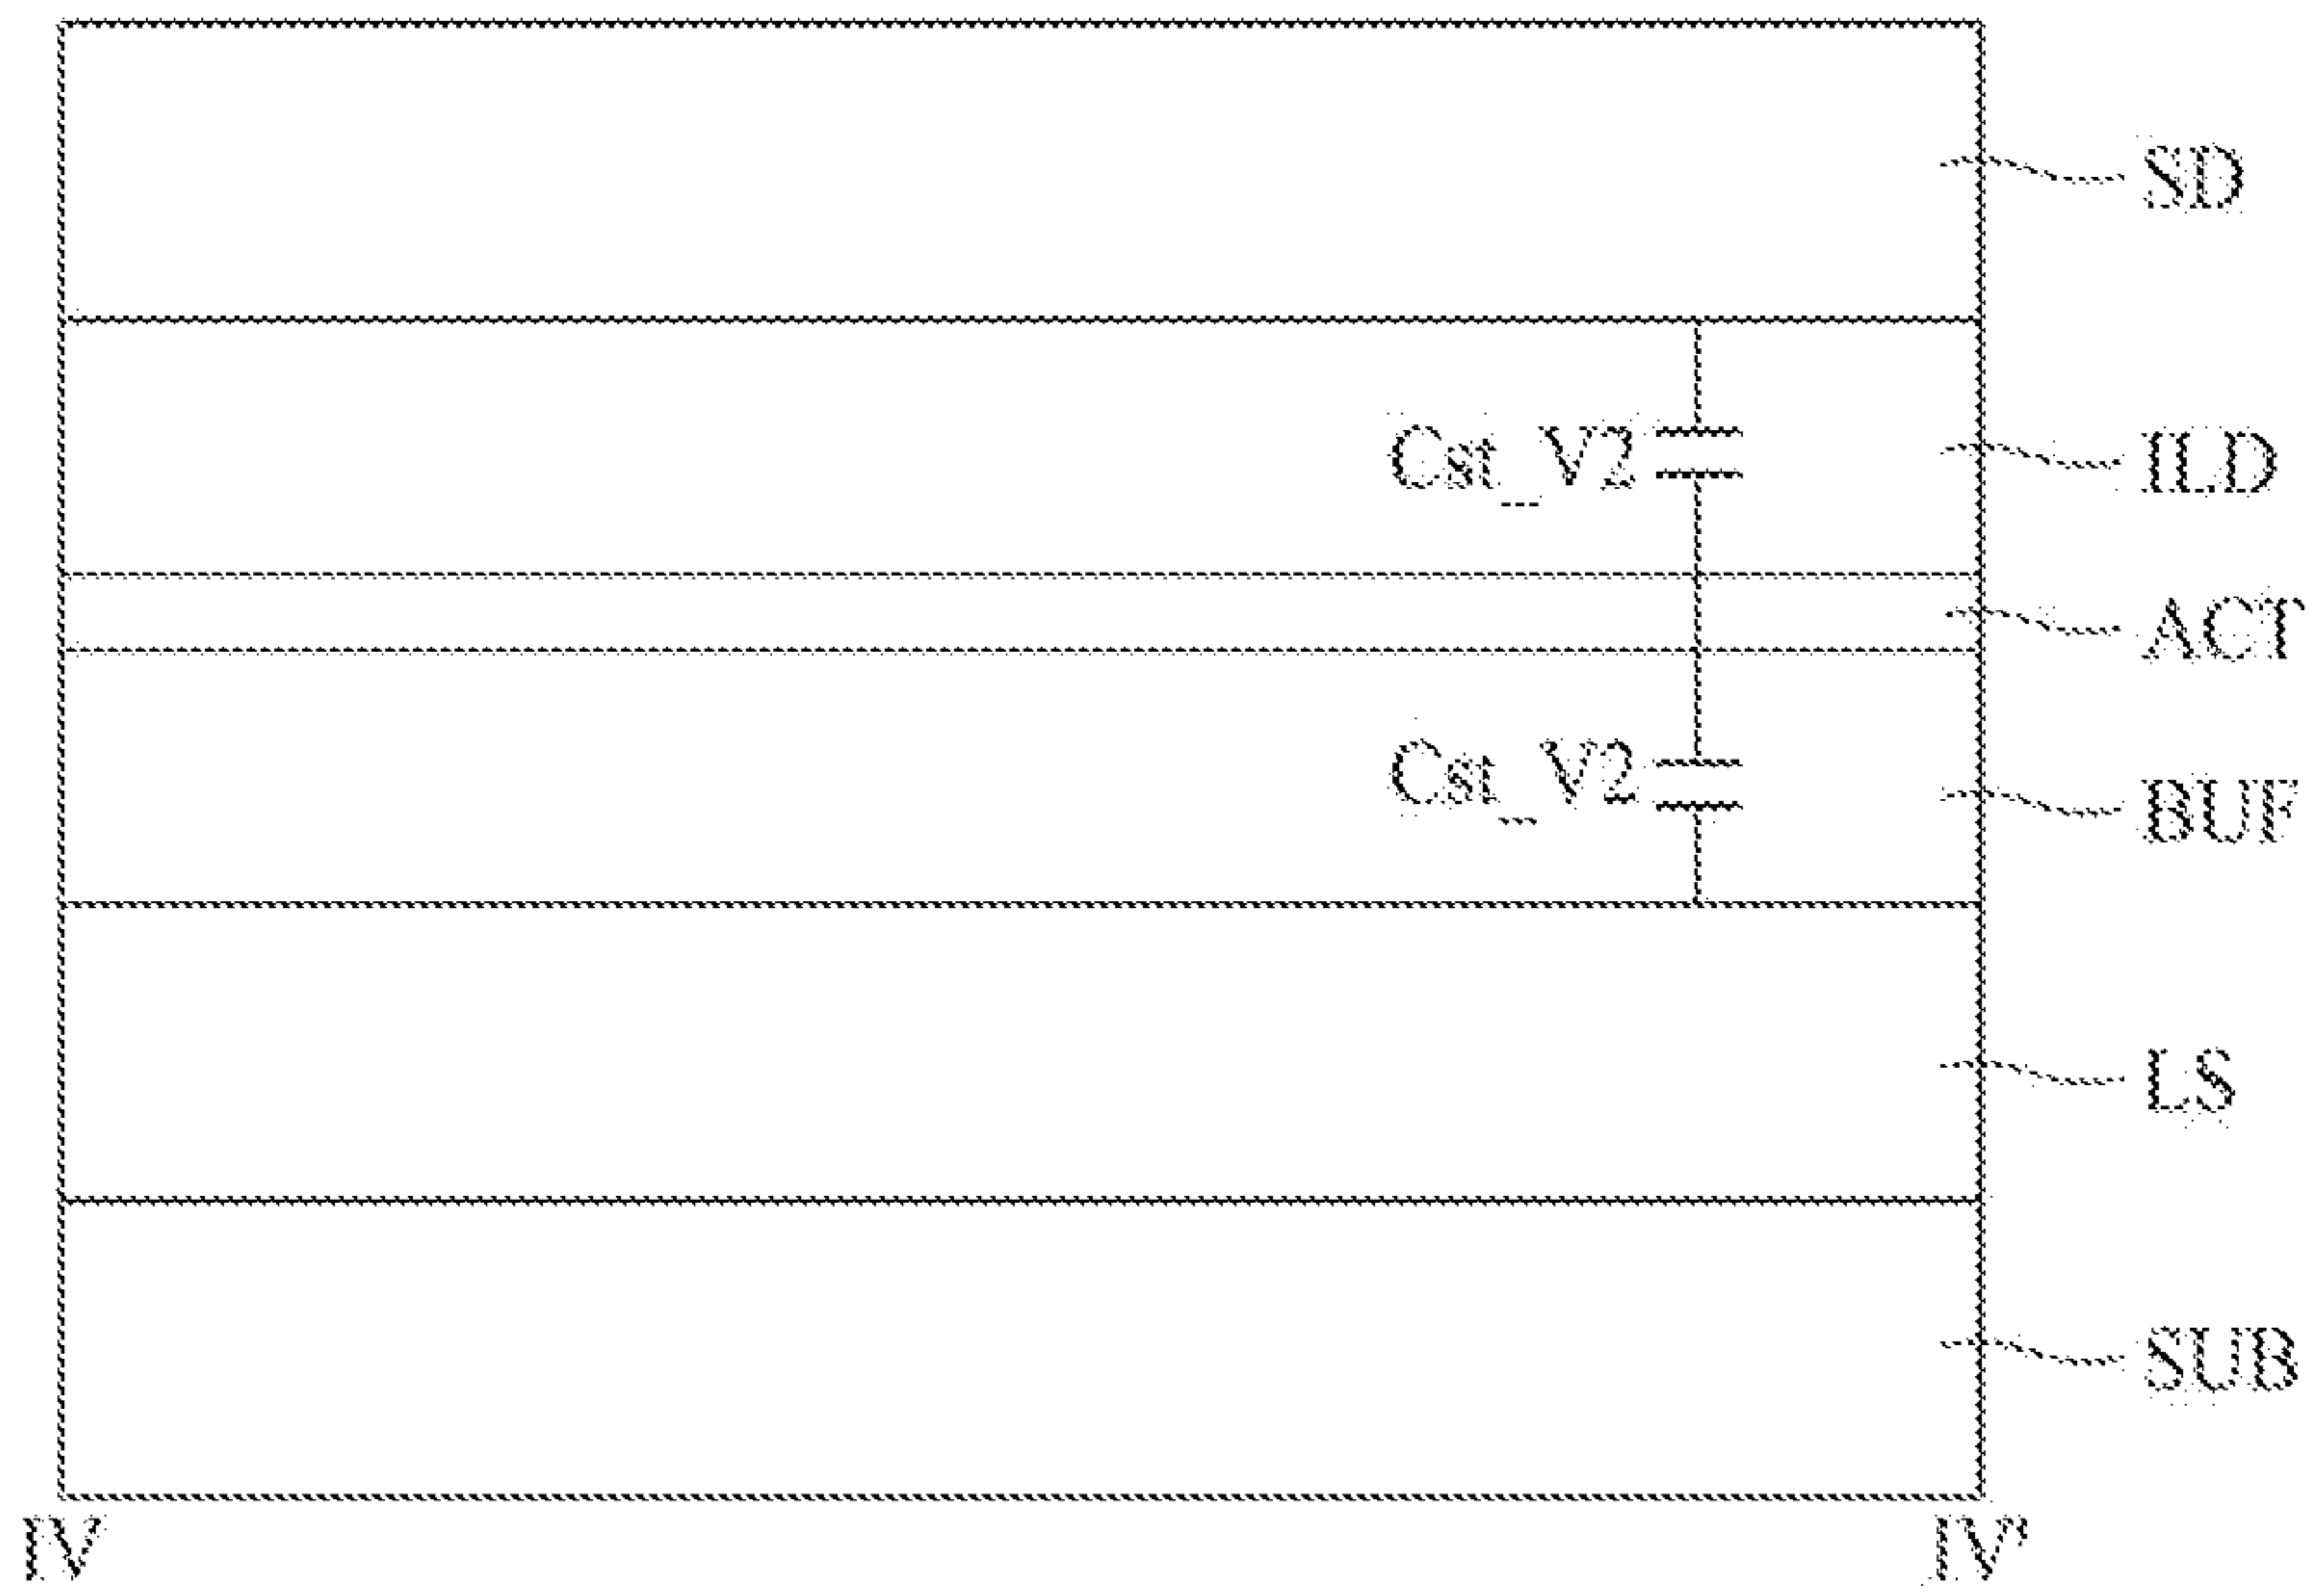 SD
Cst_V2
ILD
ACT
Cst_V2
BUF
LS
SUB
IV
IV'